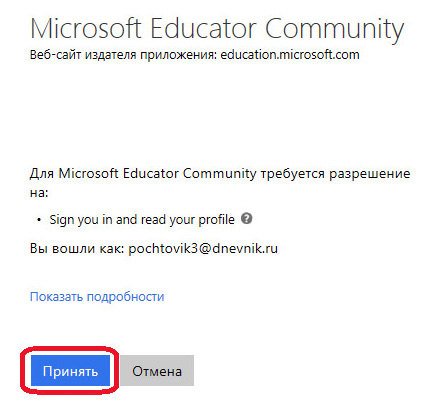 Microsoft Educator Community
Веб-сайт издателя приложения: education.microsoft.com
Для Microsoft Educator Community требуется разрешение
на:
• Sign you in and read your profile ?
Вы вошли как: pochtovik3@dnevnik.ru
Показать подробности
Принять Отмена